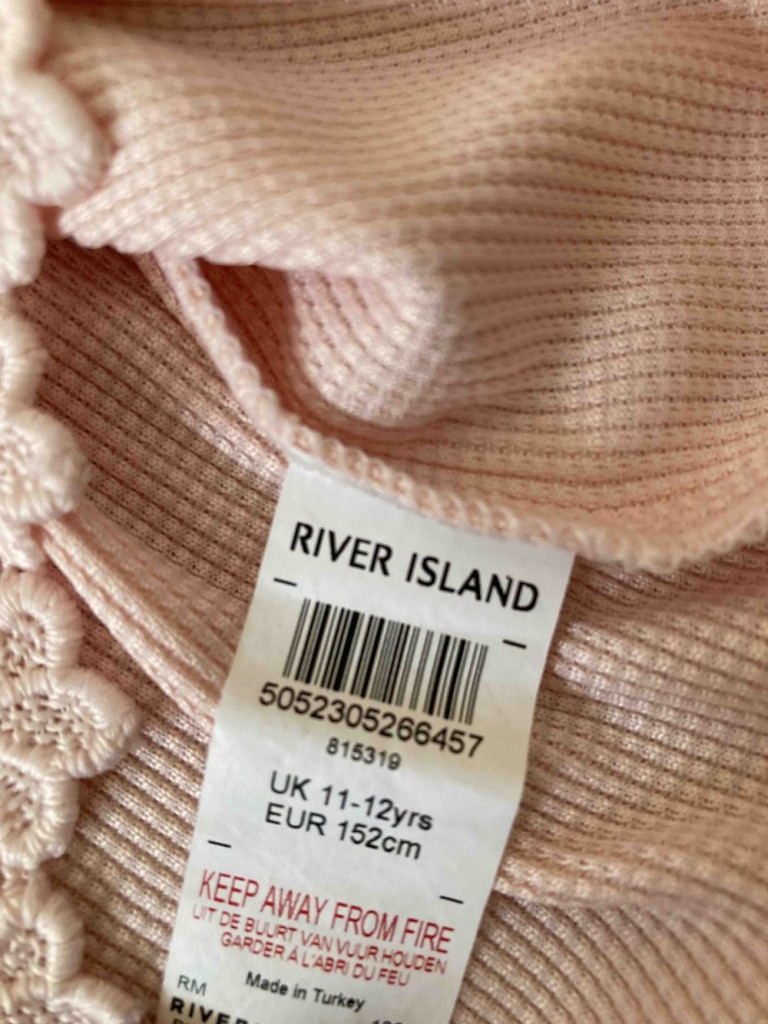 RIVER ISLAND
5052305266457
815319
UK 11-12yrs
EUR 152cm
KEEP AWAY FROM FIRE
UIT DE BUURT VAN VUUR HOUDEN
GARDER À L'ABRI DU FEU
RM Made in Turkey